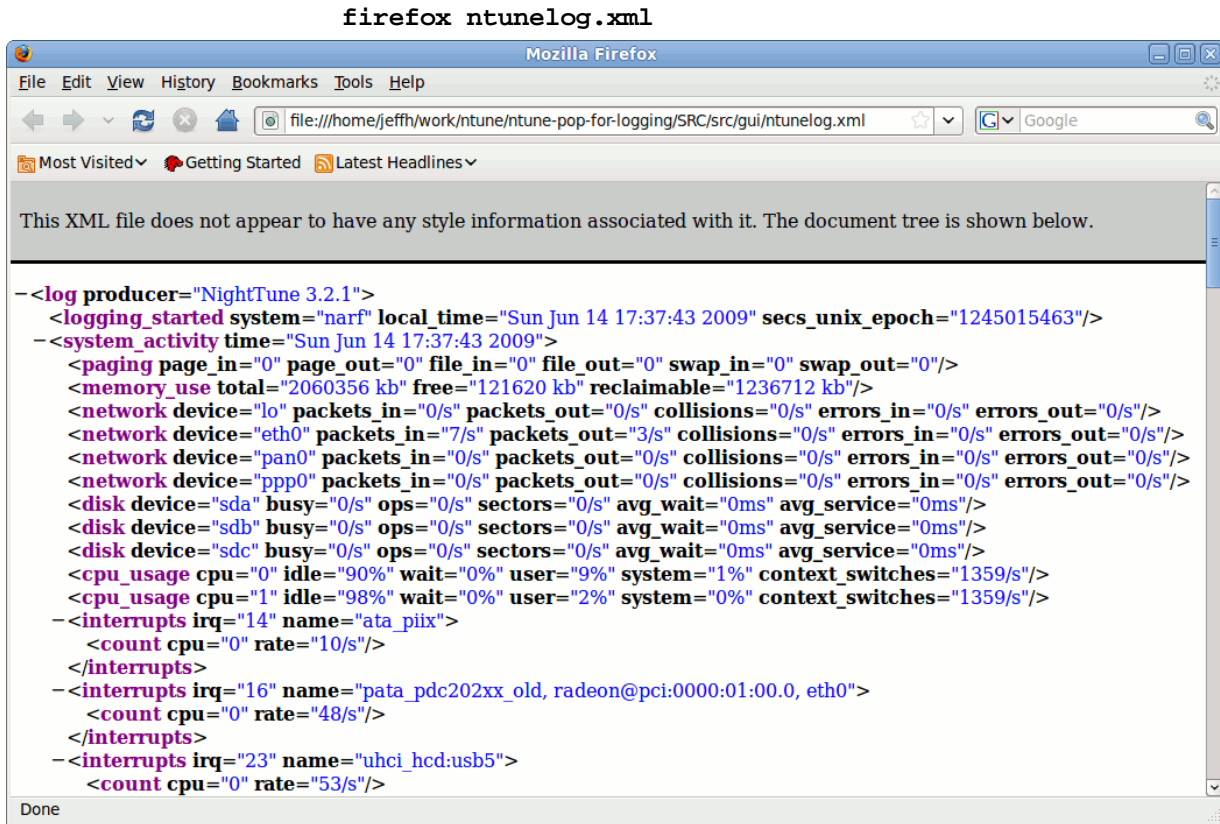 firefox ntunelog.xml
Mozilla Firefox
File Edit View History Bookmarks Tools Help
file:///home/jeffh/work/ntune/ntune-pop-for-logging/SRC/src/gui/ntunelog.xml G Google
Most Visited Getting Started Latest Headlines
This XML file does not appear to have any style information associated with it. The document tree is shown below.
−<log producer="NightTune 3.2.1">
<logging_started system="narf" local_time="Sun Jun 14 17:37:43 2009" secs_unix_epoch="1245015463"/>
−<system_activity time="Sun Jun 14 17:37:43 2009">
<paging page_in="0" page_out="0" file_in="0" file_out="0" swap_in="0" swap_out="0"/>
<memory_use total="2060356 kb" free="121620 kb" reclaimable="1236712 kb"/>
<network device="lo" packets_in="0/s" packets_out="0/s" collisions="0/s" errors_in="0/s" errors_out="0/s"/>
<network device="eth0" packets_in="7/s" packets_out="3/s" collisions="0/s" errors_in="0/s" errors_out="0/s"/>
<network device="pan0" packets_in="0/s" packets_out="0/s" collisions="0/s" errors_in="0/s" errors_out="0/s"/>
<network device="ppp0" packets_in="0/s" packets_out="0/s" collisions="0/s" errors_in="0/s" errors_out="0/s"/>
<disk device="sda" busy="0/s" ops="0/s" sectors="0/s" avg_wait="0ms" avg_service="0ms"/>
<disk device="sdb" busy="0/s" ops="0/s" sectors="0/s" avg_wait="0ms" avg_service="0ms"/>
<disk device="sdc" busy="0/s" ops="0/s" sectors="0/s" avg_wait="0ms" avg_service="0ms"/>
<cpu_usage cpu="0" idle="90%" wait="0%" user="9%" system="1%" context_switches="1359/s"/>
<cpu_usage cpu="1" idle="98%" wait="0%" user="2%" system="0%" context_switches="1359/s"/>
−<interrupts irq="14" name="ata_piix">
<count cpu="0" rate="10/s"/>
</interrupts>
−<interrupts irq="16" name="pata_pdc202xx_old, radeon@pci:0000:01:00.0, eth0">
<count cpu="0" rate="48/s"/>
</interrupts>
−<interrupts irq="23" name="uhci_hcd:usb5">
<count cpu="0" rate="53/s"/>
Done